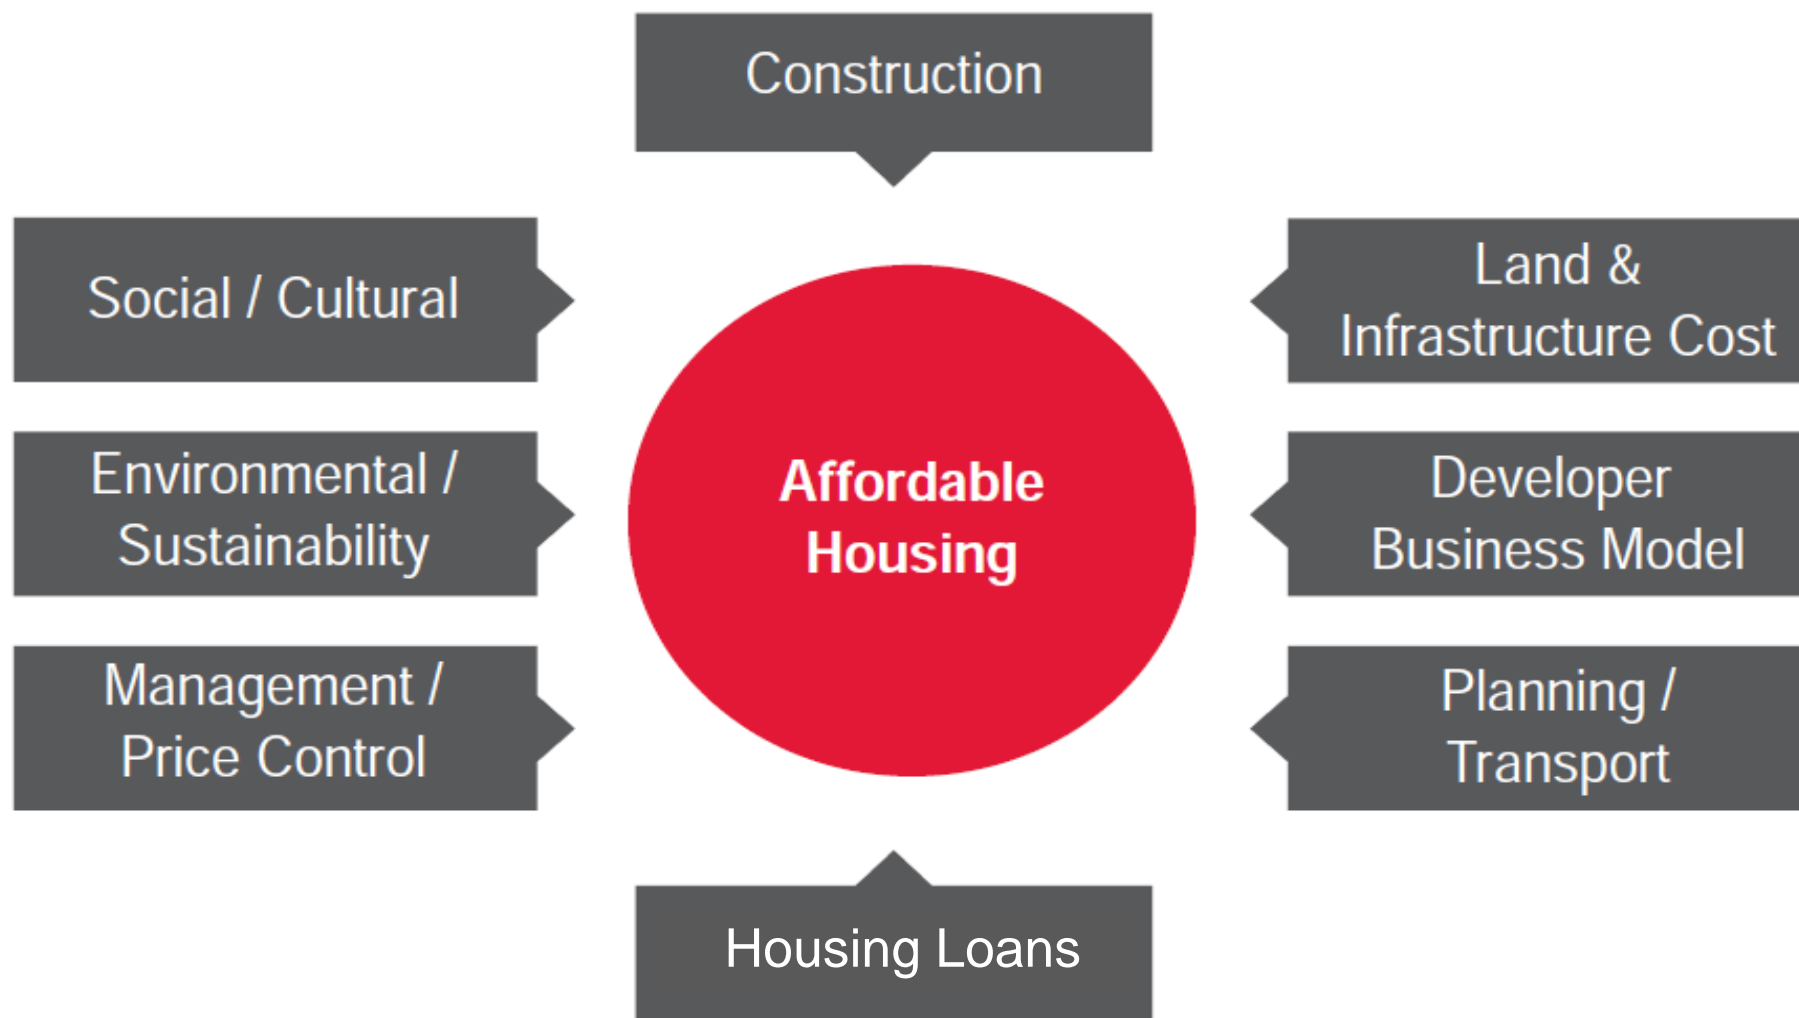 Construction
Social / Cultural
Environmental /
Sustainability
Management /
Price Control
Affordable
Housing
Land &
Infrastructure Cost
Developer
Business Model
Planning /
Transport
Housing Loans